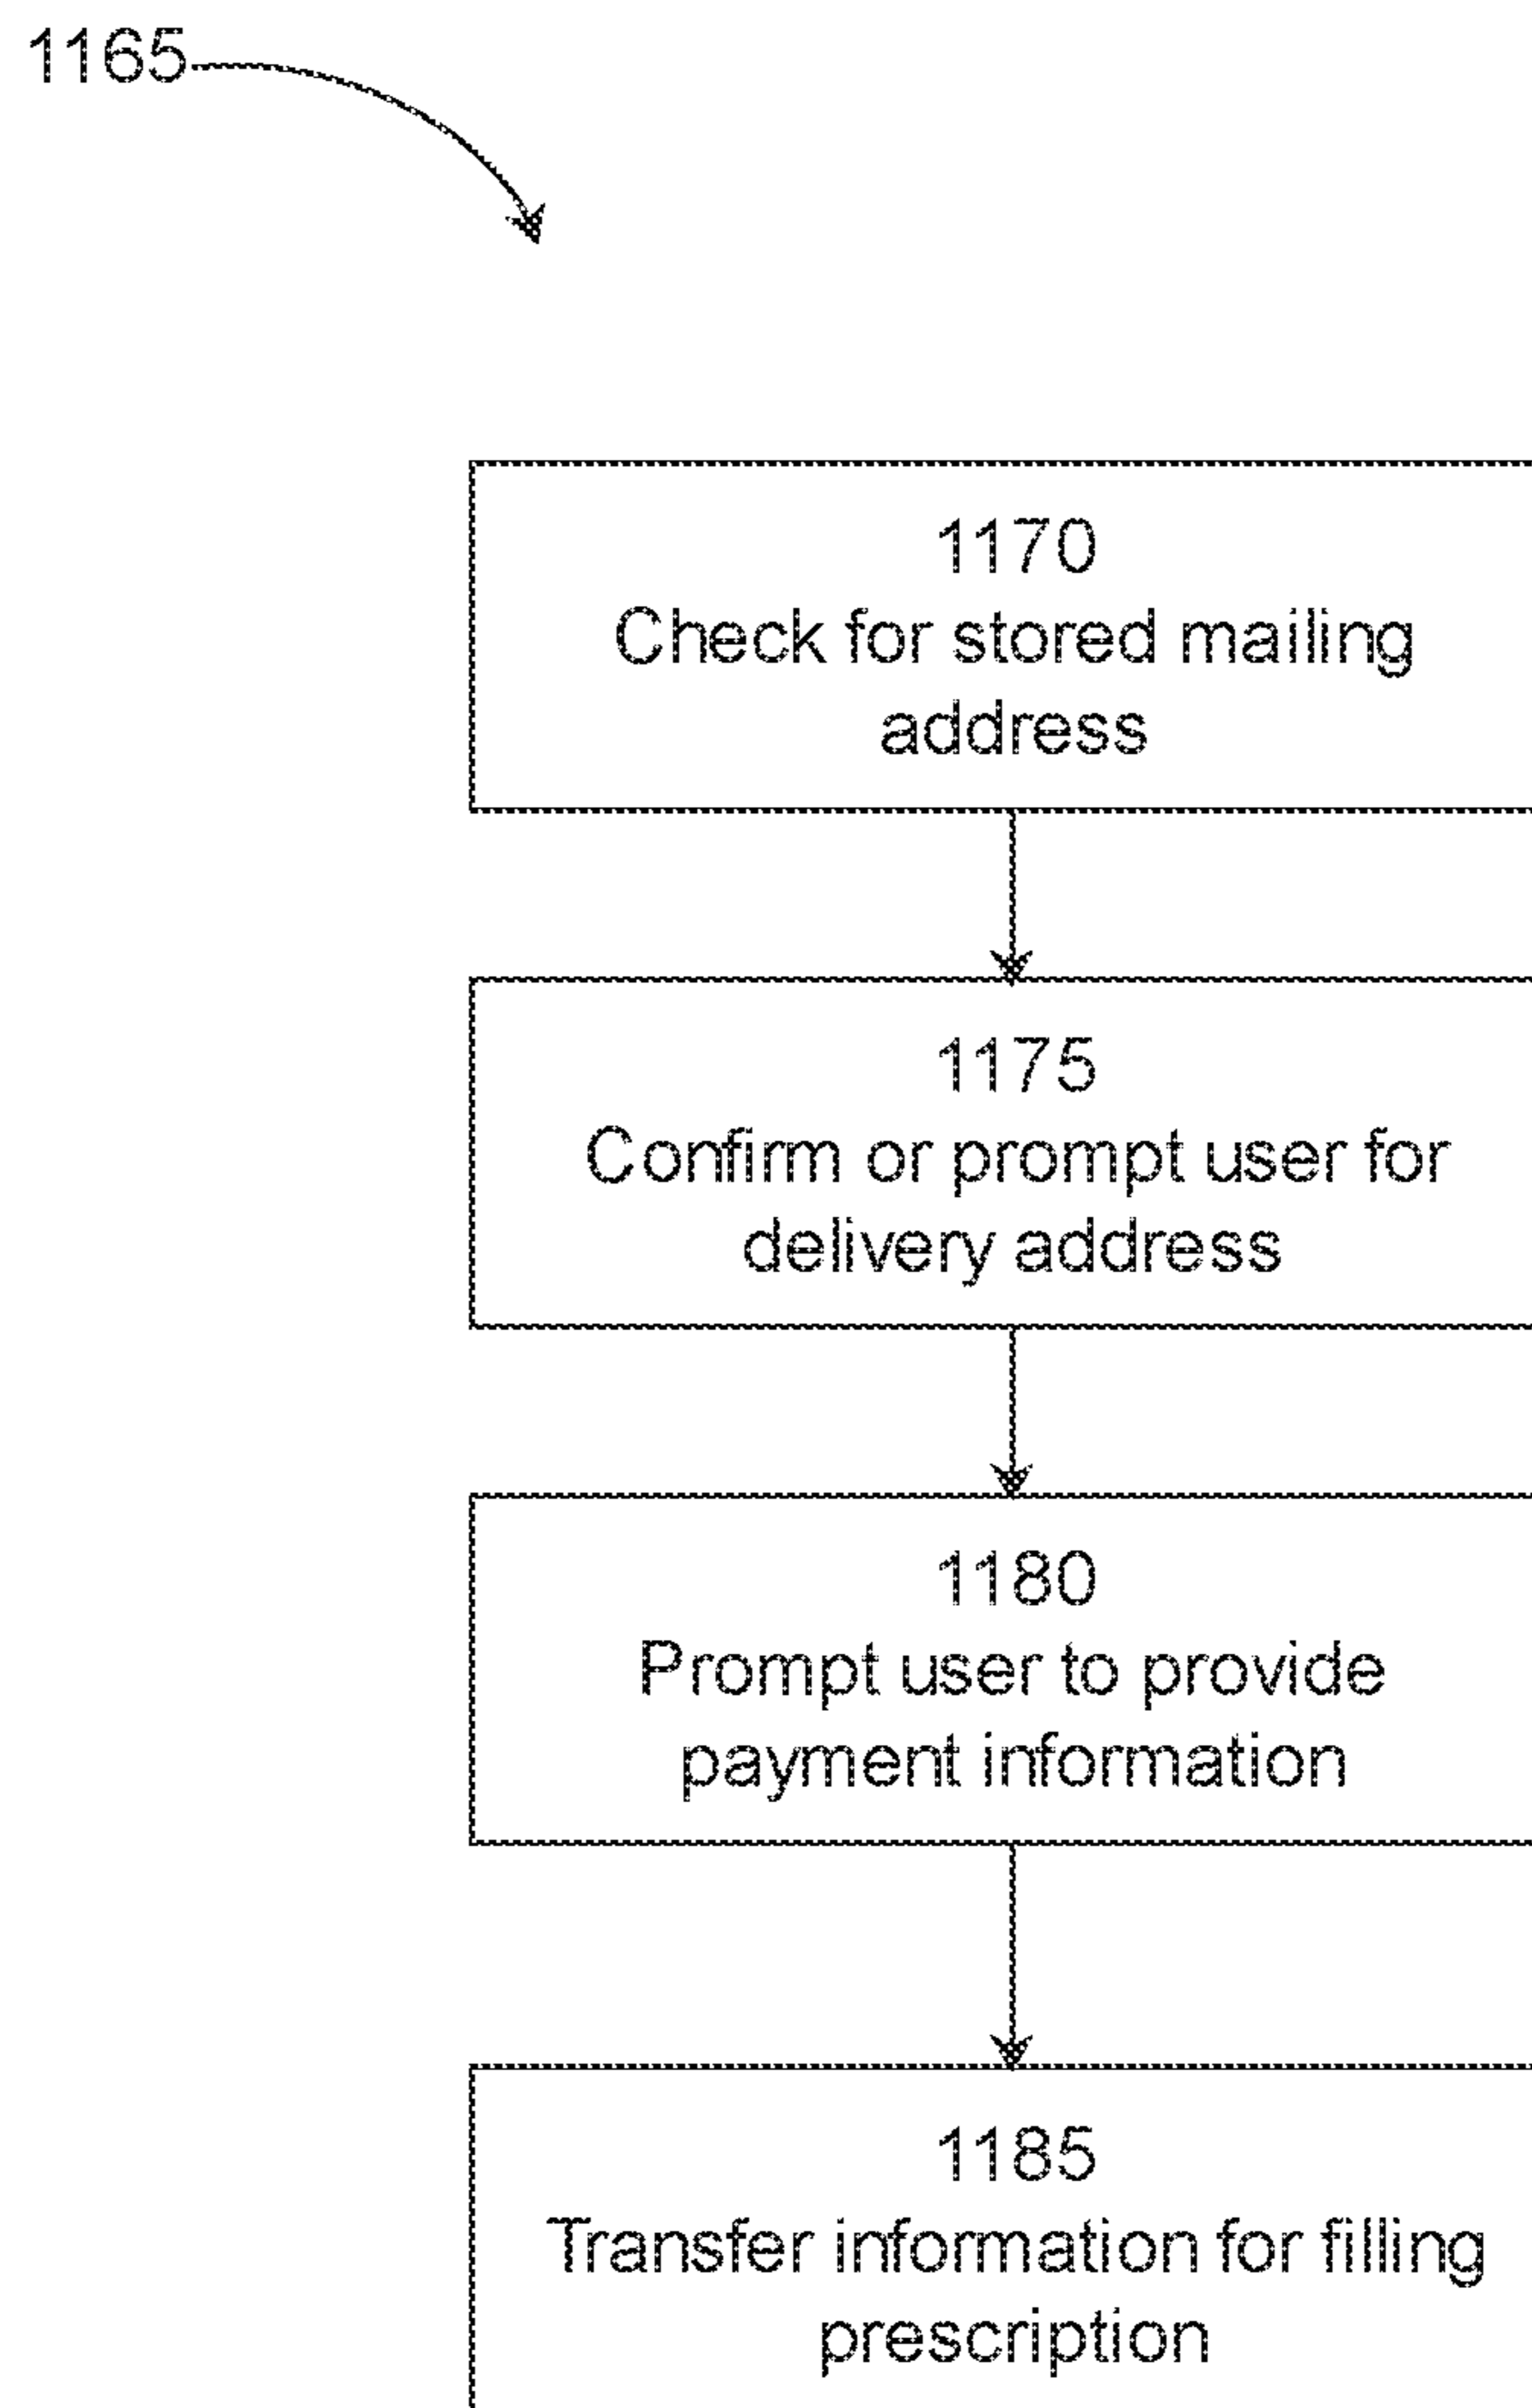 1165
1170
Check for stored mailing
address
1175
Confirm or prompt user for
delivery address
1180
Prompt user to provide
payment information
1185
Transfer information for filling
prescription